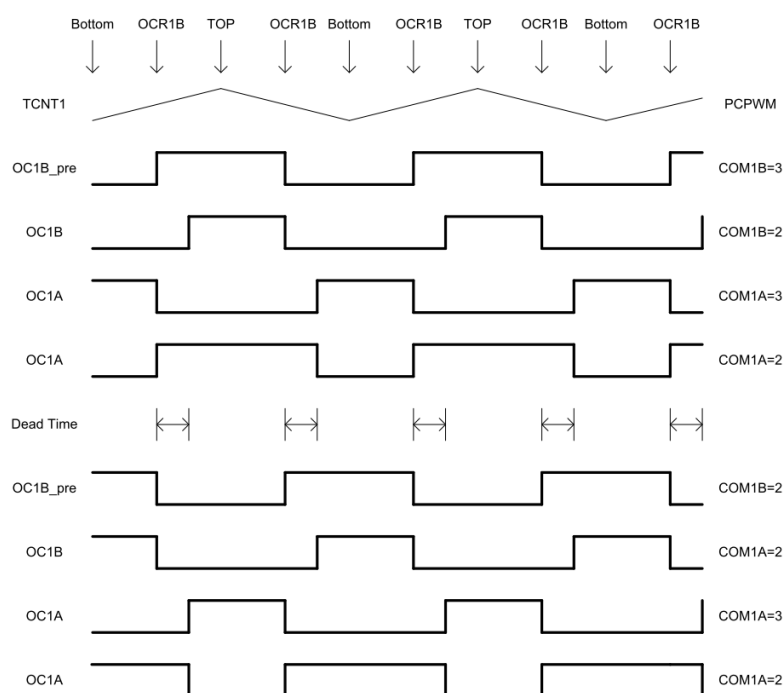 Bottom OCR1B TOP OCR1B Bottom OCR1B TOP OCR1B Bottom OCR1B
TCNT1 PCPWM
OC1B_pre COM1B=3
OC1B COM1B=2
OC1A COM1A=3
OC1A COM1A=2
Dead Time
OC1B_pre COM1B=2
OC1B COM1A=2
OC1A COM1A=3
OC1A COM1A=2